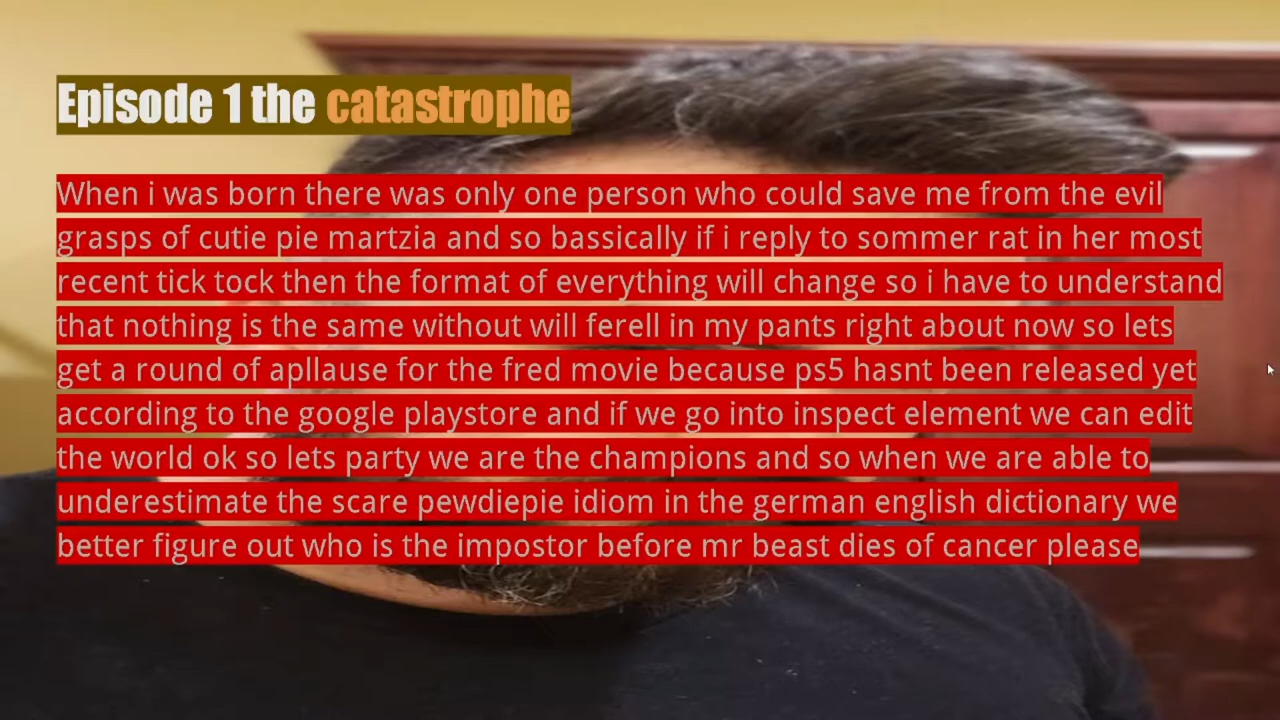 Episode 1 the catastrophe
When i was born there was only one person who could save me from the evil
grasps of cutie pie martzia and so bassically if i reply to sommer rat in her most
recent tick tock then the format of everything will change so i have to understand
that nothing is the same without will ferell in my pants right about now so lets
get a round of apllause for the fred movie because ps5 hasnt been released yet
according to the google playstore and if we go into inspect element we can edit
the world ok so lets party we are the champions and so when we are able to
underestimate the scare pewdiepie idiom in the german english dictionary we
better figure out who is the impostor before mr beast dies of cancer please